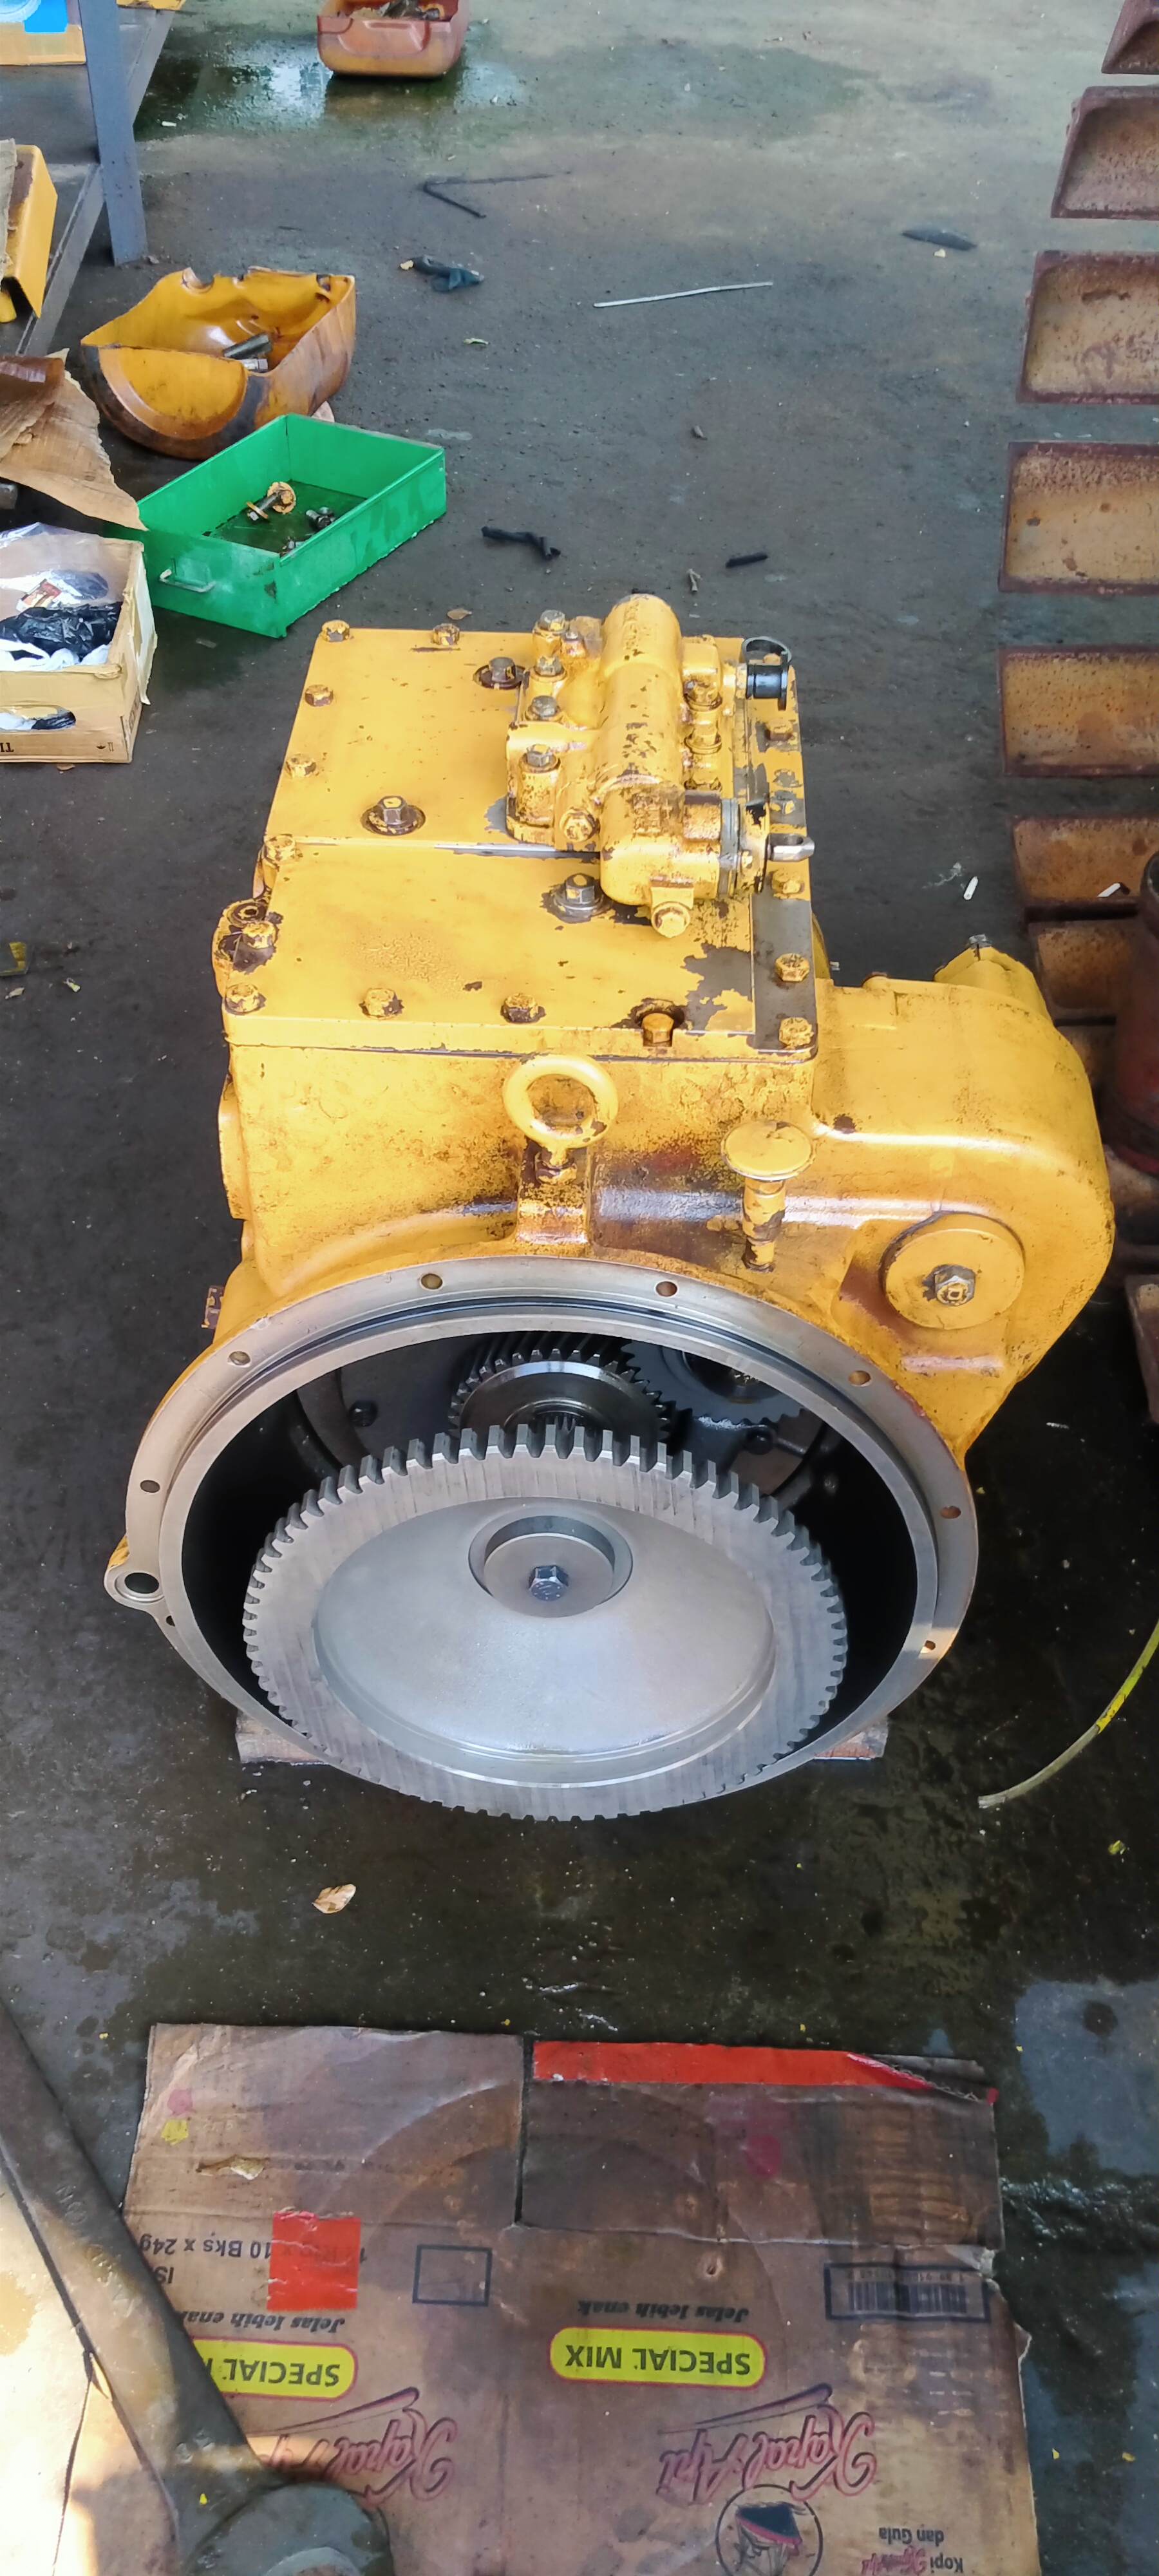 10 Bks x 24g
Jelas lebih enak
SPECIAL
Kapal Api
Jelas lebih enak
SPECIAL MIX
Kapal Api
Kopi
dan Gula